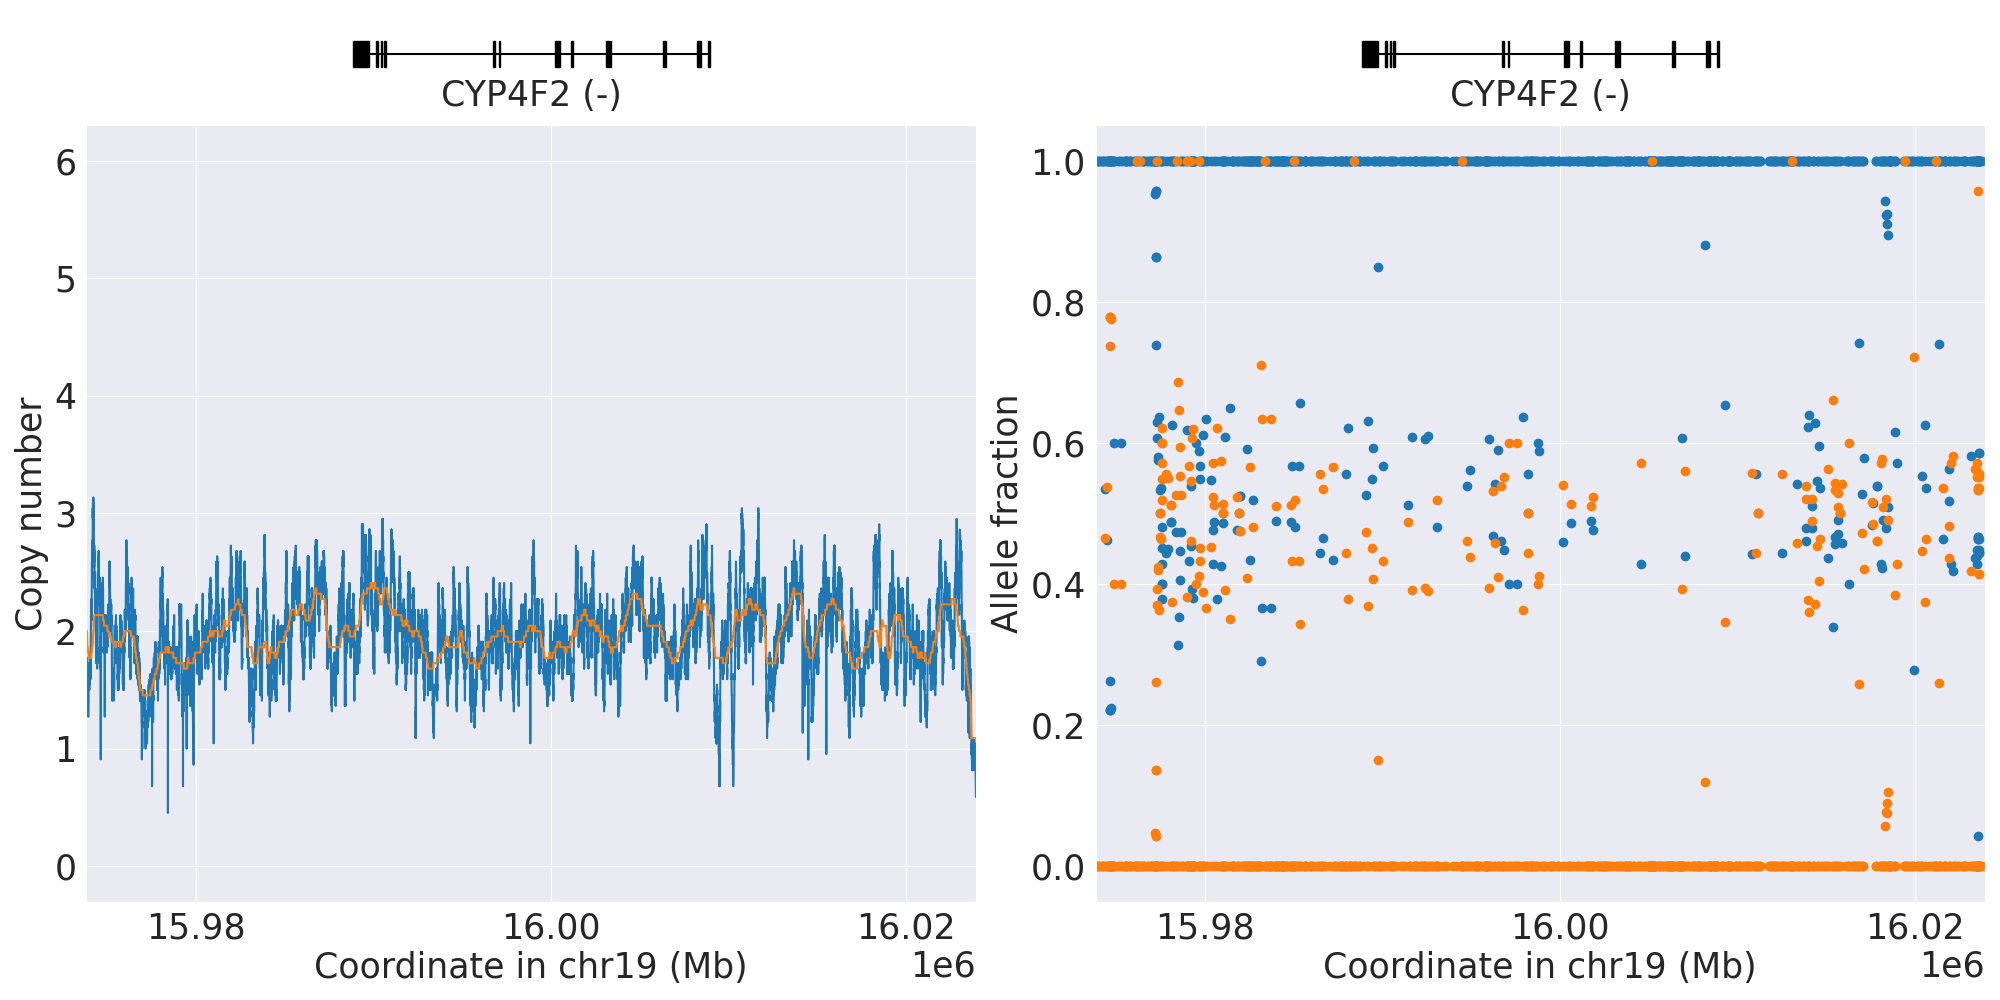 CYP4F2 (-)
6
5
4
3
2
1
0
Copy number
15.98
16.00
16.02
Coordinate in chr19 (Mb)
1e6
CYP4F2 (-)
1.0
0.8
0.6
0.4
0.2
0.0
Allele fraction
15.98
16.00
16.02
Coordinate in chr19 (Mb)
1e6